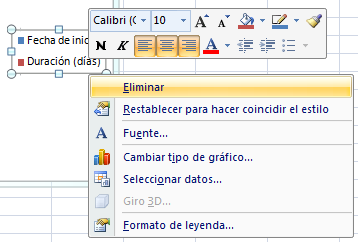 Calibri (C
10
A A
N K
A
Fecha de inic
Duración (días)
Eliminar
Restablecer para hacer coincidir el estilo
A Fuente...
Cambiar tipo de gráfico...
Seleccionar datos...
Giro 3D...
Formato de leyenda...